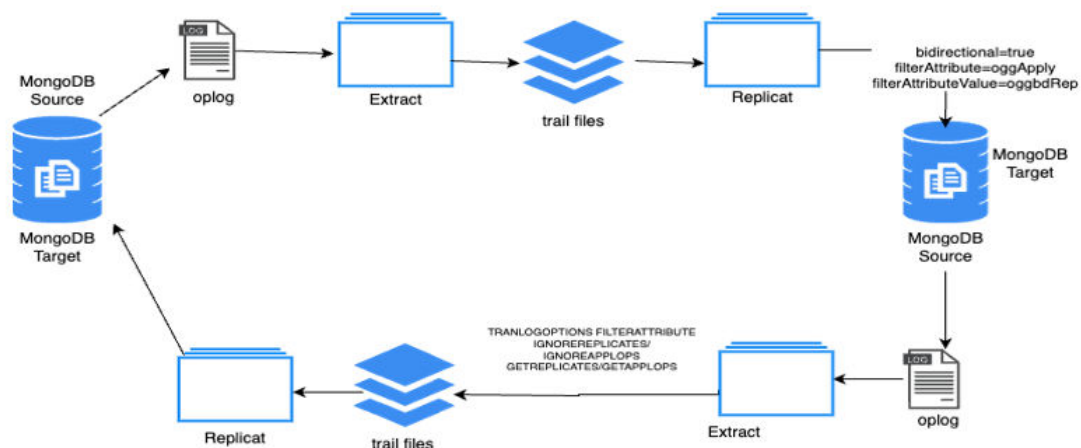 MongoDB
Source
LOG
oplog
Extract
trail files
Replicat
bidirectional=true
filterAttribute=oggApply
filterAttributeValue=oggbdRep
MongoDB
Target
MongoDB
Source
MongoDB
Target
LOG
oplog
Extract
TRANLOGOPTIONS FILTERATTRIBUTE
IGNOREREPLICATES/
IGNOREAPPLOPS
GETREPLICATES/GETAPPLOPS
trail files
Replicat